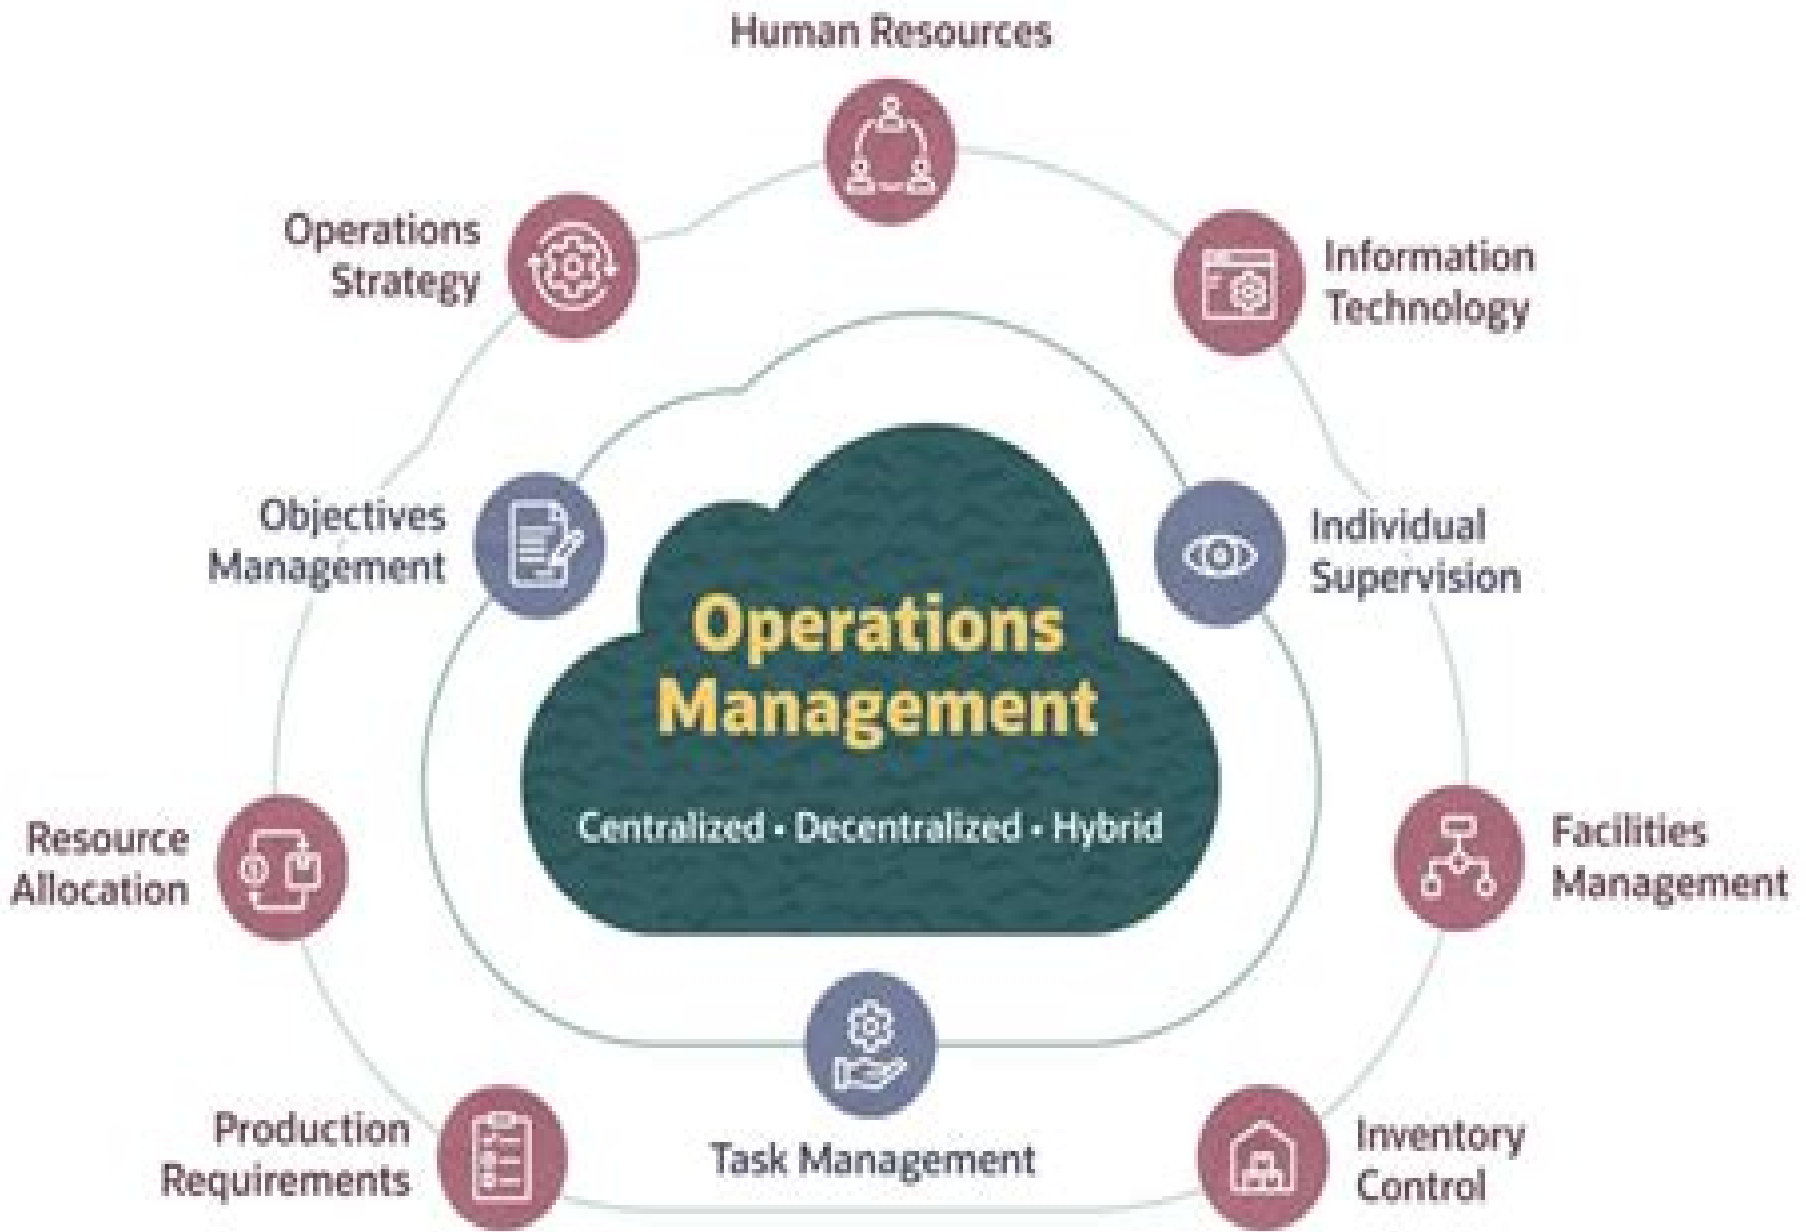 Human Resources
Operations
Strategy
Information
Technology
Objectives
Management
Individual
Supervision
Operations
Management
Centralized • Decentralized • Hybrid
Resource
Allocation
Facilities
Management
Production
Requirements
Task Management
Inventory
Control